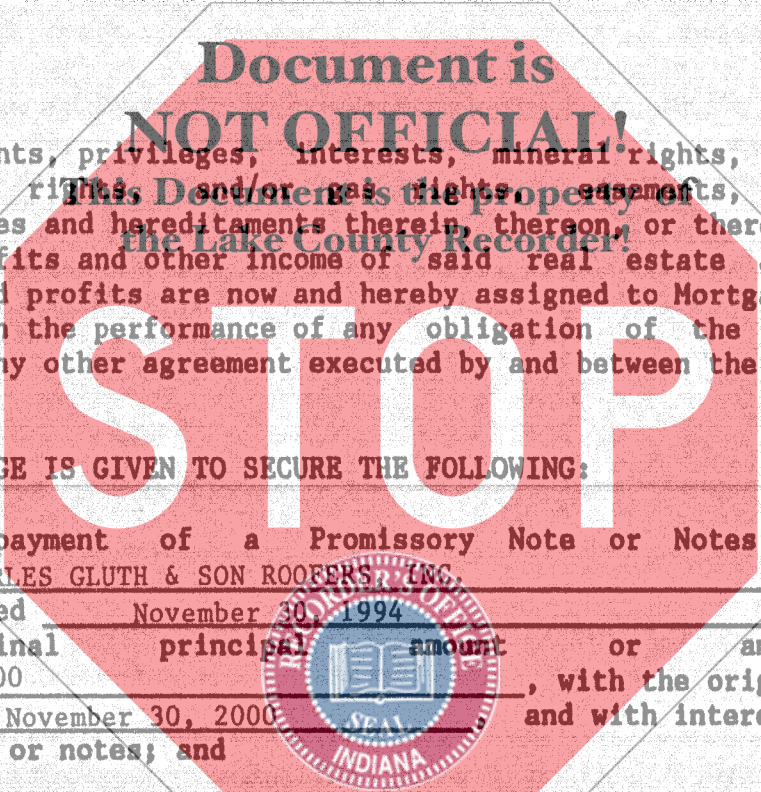 Document is
NOT OFFICIAL!
nts, privileges, interests, mineral rights,
rights, and/or gas rights, easements,
This Document is the property of
es and hereditaments therein, thereon, or ther
the Lake County Recorder!
fits and other income of said real estate
d profits are now and hereby assigned to Mortga
n the performance of any obligation of the
ny other agreement executed by and between the
STOP
GE IS GIVEN TO SECURE THE FOLLOWING:
payment of a Promissory Note or Notes
RLES GLUTH & SON ROOFERS, INC.
ed November 30, 1994
inal principal amount or an
00 , with the orig
November 30, 2000, and with intere
or notes; and
RECORDER'S OFFICE
SEAL
INDIANA